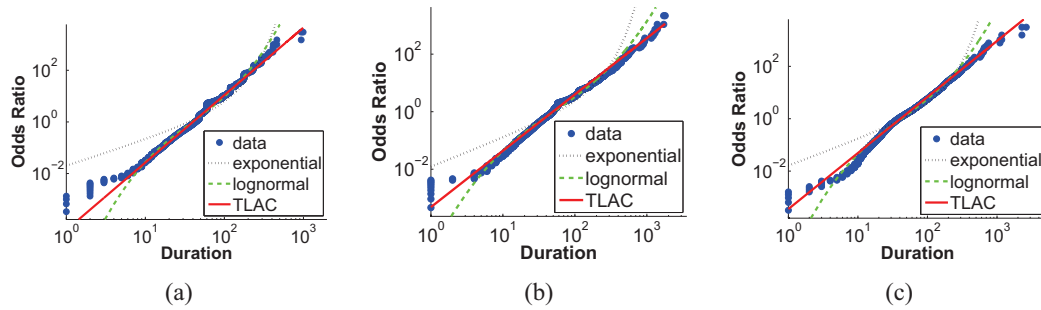 Odds Ratio
10^2
10^0
10^-2
data
exponential
lognormal
TLAC
10^0
10^1
10^2
10^3
Duration
(a)
Odds Ratio
10^2
10^0
10^-2
data
exponential
lognormal
TLAC
10^0
10^1
10^2
10^3
Duration
(b)
Odds Ratio
10^2
10^0
10^-2
data
exponential
lognormal
TLAC
10^0
10^1
10^2
10^3
Duration
(c)